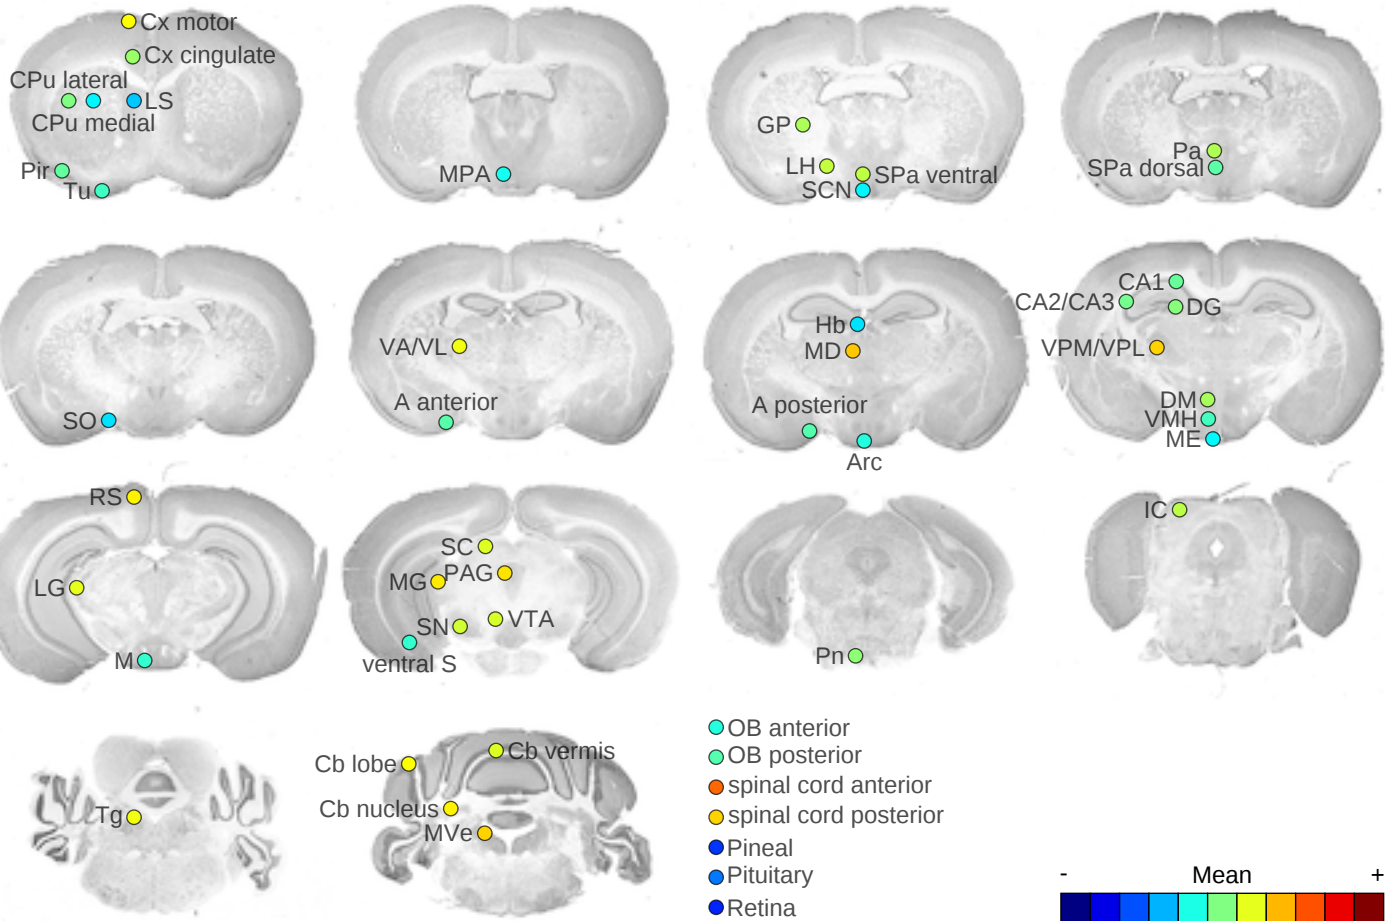 Cx motor
Cx cingulate
CPu lateral
LS
CPu medial
Pir
Tu
MPA
GP
LH
SPa ventral
SCN
Pa
SPa dorsal
SO
VA/VL
A anterior
Hb
MD
A posterior
Arc
CA1
CA2/CA3
DG
VPM/VPL
DM
VMH
ME
RS
LG
M
SC
MG
PAG
SN
VTA
ventral S
Pn
IC
Tg
Cb lobe
Cb vermis
Cb nucleus
MVe
OB anterior
OB posterior
spinal cord anterior
spinal cord posterior
Pineal
Pituitary
Retina
- Mean +